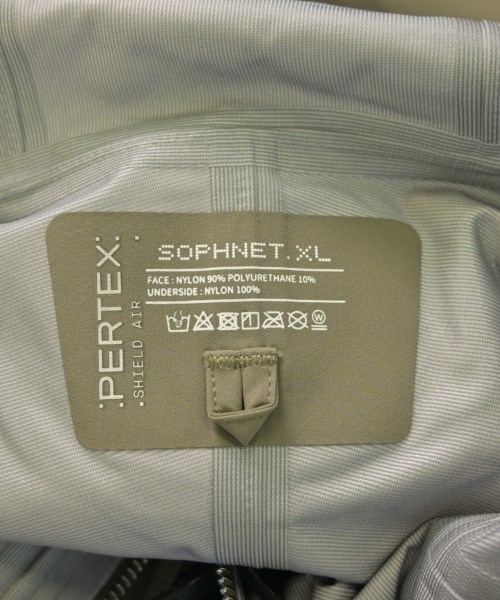 SOPHNET. XL
FACE : NYLON 90% POLYURETHANE 10%
UNDERSIDE : NYLON 100%
W
PERTEX
SHIELD AIR